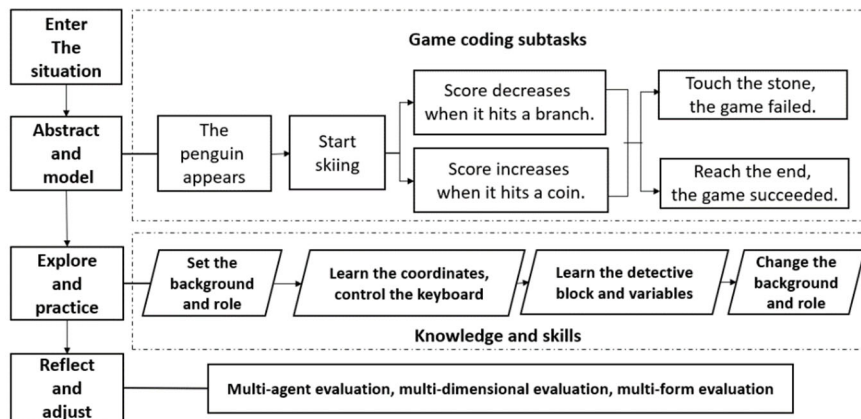 Enter
The
situation
Game coding subtasks
Abstract
and
model
The
penguin
appears
Start
skiing
Score decreases
when it hits a branch.
Score increases
when it hits a coin.
Touch the stone,
the game failed.
Reach the end,
the game succeeded.
Explore
and
practice
Set the
background
and role
Learn the coordinates,
control the keyboard
Learn the detective
block and variables
Change the
background
and role
Knowledge and skills
Reflect
and
adjust
Multi-agent evaluation, multi-dimensional evaluation, multi-form evaluation